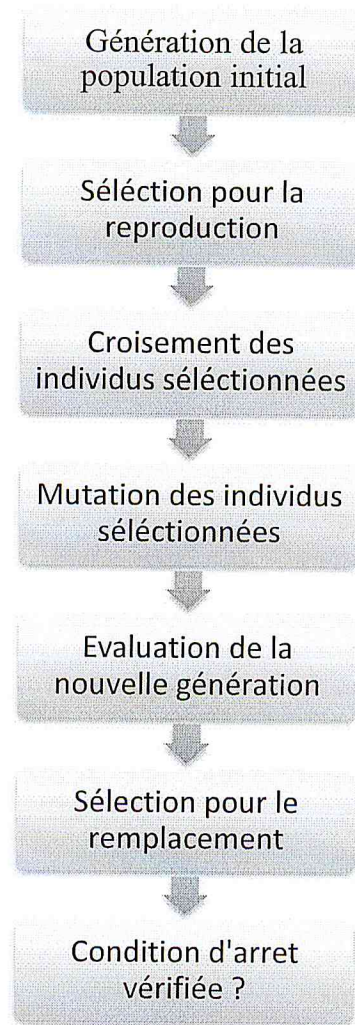 Génération de la
population initial
Séléction pour la
reproduction
Croisement des
individus séléctionnées
Mutation des individus
séléctionnées
Evaluation de la
nouvelle génération
Sélection pour le
remplacement
Condition d'arret
vérifiée ?